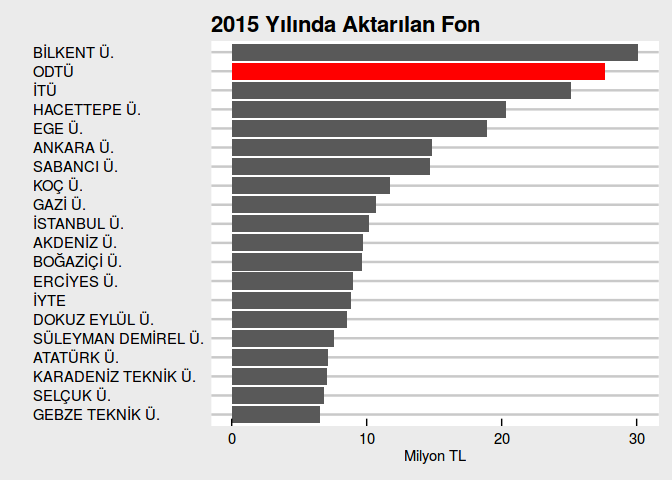 2015 Yılında Aktarılan Fon
BİLKENT Ü.
ODTÜ
İTÜ
HACETTEPE Ü.
EGE Ü.
ANKARA Ü.
SABANCI Ü.
KOÇ Ü.
GAZİ Ü.
İSTANBUL Ü.
AKDENİZ Ü.
BOĞAZİÇİ Ü.
ERCİYES Ü.
İYTE
DOKUZ EYLÜL Ü.
SÜLEYMAN DEMİREL Ü.
ATATÜRK Ü.
KARADENİZ TEKNİK Ü.
SELÇUK Ü.
GEBZE TEKNİK Ü.
0 10 20 30
Milyon TL